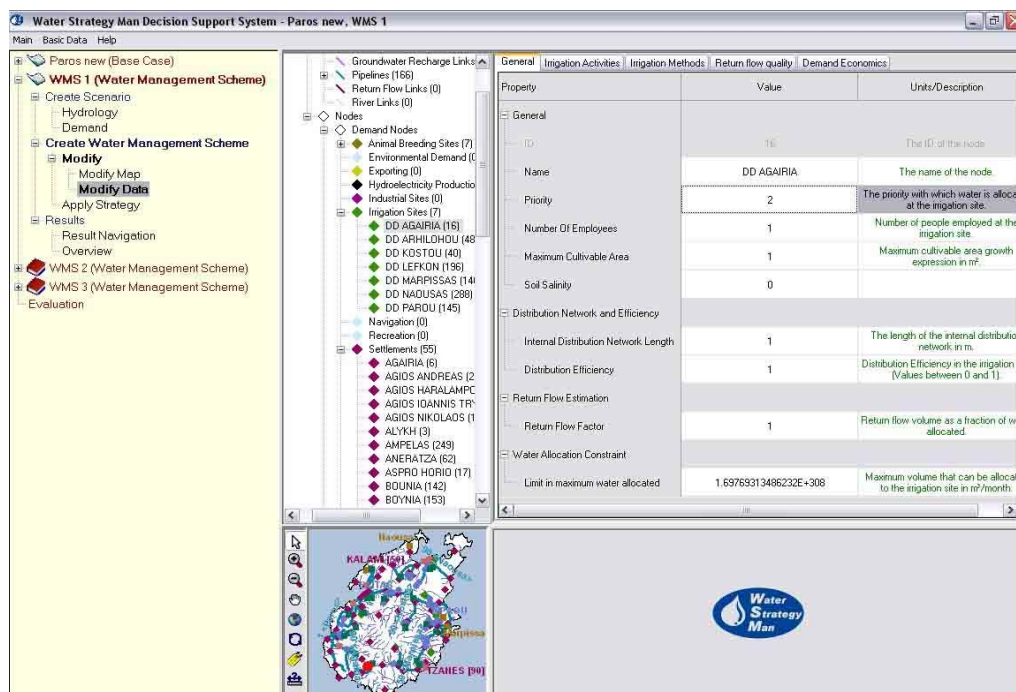 Water Strategy Man Decision Support System - Paros new, WMS 1
Main Basic Data Help
Paros new (Base Case)
WMS 1 (Water Management Scheme)
Create Scenario
Hydrology
Demand
Create Water Management Scheme
Modify
Modify Map
Modify Data
Apply Strategy
Results
Result Navigation
Overview
WMS 2 (Water Management Scheme)
WMS 3 (Water Management Scheme)
Evaluation
Groundwater Recharge Links
Pipelines (166)
Return Flow Links (0)
River Links (0)
Nodes
Demand Nodes
Animal Breeding Sites (7)
Environmental Demand (0
Exporting (0)
Hydroelectricity Productio
Industrial Sites (0)
Irrigation Sites (7)
DD AGAIRIA (16)
DD ARHILOHOU (48
DD KOSTOU (40)
DD LEFKON (196)
DD MARPISSAS (140
DD NAOUSAS (288)
DD PAROU (145)
Navigation (0)
Recreation (0)
Settlements (55)
AGAIRIA (6)
AGIOS ANDREAS (2
AGIOS HARALAMPO
AGIOS IOANNIS TR
AGIOS NIKOLAOS (1
ALYKH (3)
AMPELAS (249)
ANERATZA (62)
ASPRO HORIO (17)
BOUNIA (142)
BOYNIA (153)
General Irrigation Activities Irrigation Methods Return flow quality Demand Economics
Property Value Units/Description
General
ID 16 The ID of the node
Name DD AGAIRIA The name of the node.
Priority 2 The priority with which water is alloca
at the irrigation site.
Number Of Employees 1 Number of people employed at the
irrigation site.
Maximum Cultivable Area 1 Maximum cultivable area growth
expression in m².
Soil Salinity 0
Distribution Network and Efficiency
Internal Distribution Network Length 1 The length of the internal distributio
network in m.
Distribution Efficiency 1 Distribution Efficiency in the irrigation
(Values between 0 and 1).
Return Flow Estimation
Return Flow Factor 1 Return flow volume as a fraction of w
allocated.
Water Allocation Constraint
Limit in maximum water allocated 1.69769313486232E+308 Maximum volume that can be allocat
to the irrigation site in m³/month.
Naousa
KALAMI [50]
Marpissa
TZANES [90]
Water
Strategy
Man